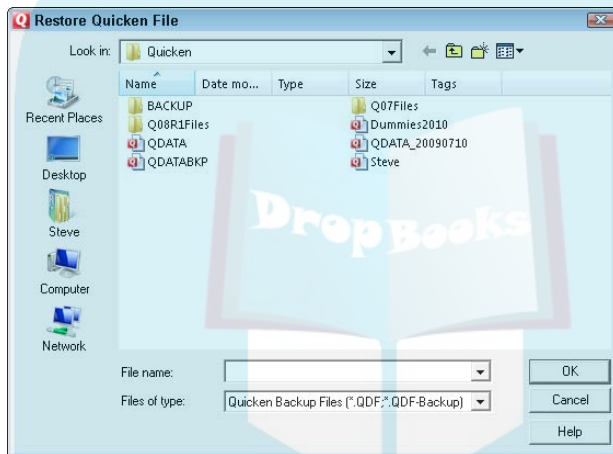 Restore Quicken File
Look in: Quicken
Name Date mo... Type Size Tags
BACKUP Q07Files
Q08R1Files Dummies2010
QDATA QDATA_20090710
QDATABKP Steve
Recent Places
Desktop
Steve
Computer
Network
DropBooks
File name: OK
Files of type: Quicken Backup Files (*.QDF;*.QDF-Backup) Cancel
Help